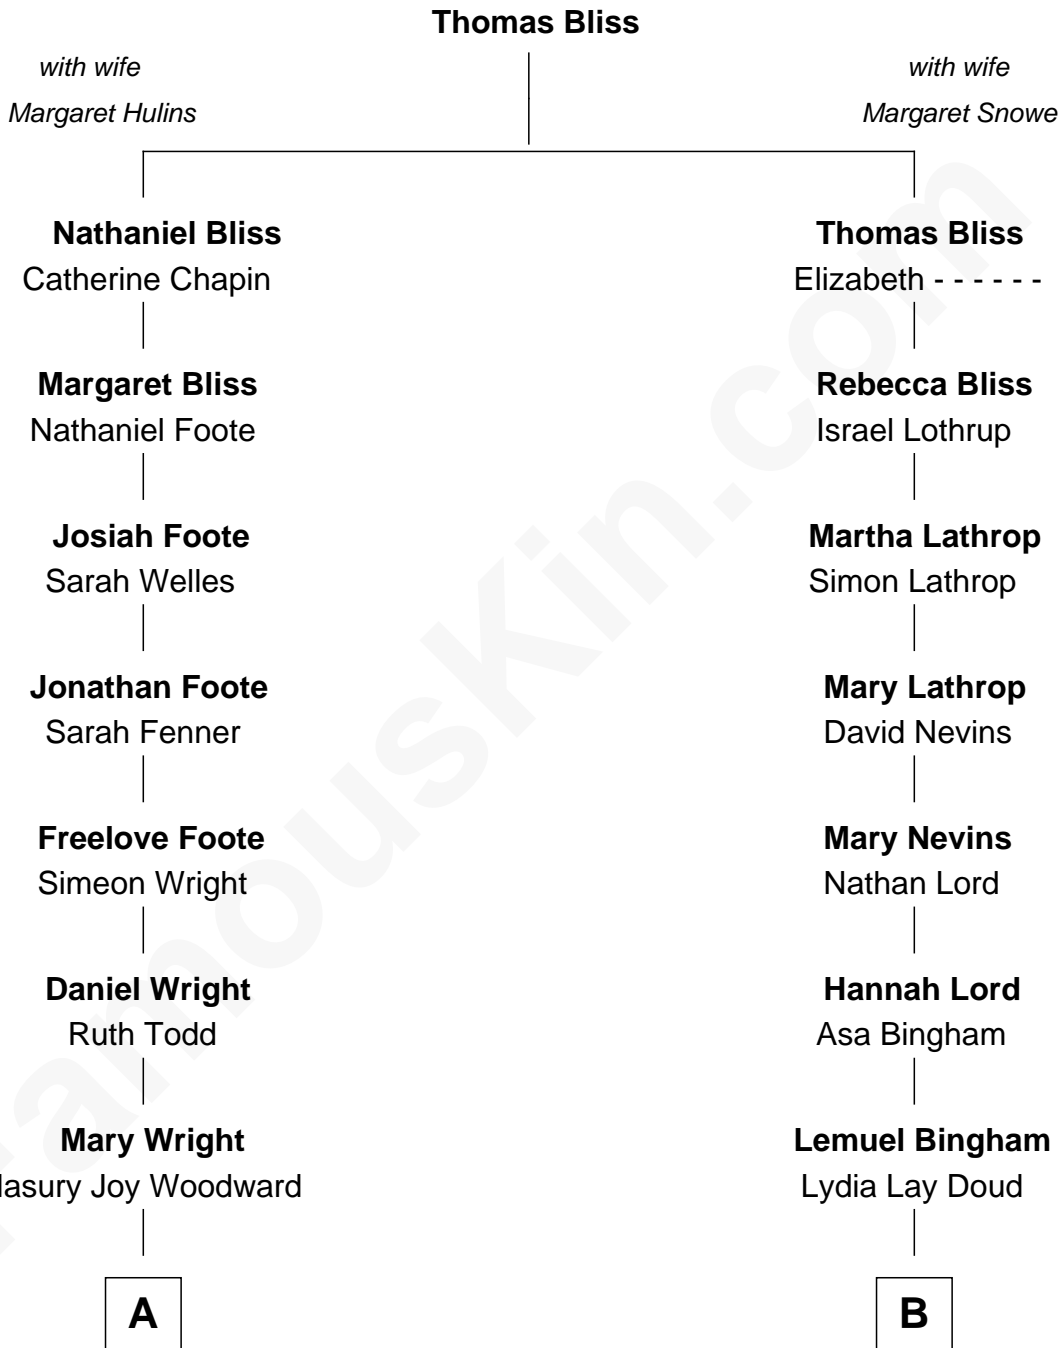 Thomas Bliss
with wife
Margaret Hulins
with wife
Margaret Snowe
Nathaniel Bliss
Catherine Chapin
Thomas Bliss
Elizabeth - - - - - -
Margaret Bliss
Nathaniel Foote
Rebecca Bliss
Israel Lothrup
Josiah Foote
Sarah Welles
Martha Lathrop
Simon Lathrop
Jonathan Foote
Sarah Fenner
Mary Lathrop
David Nevins
Freelove Foote
Simeon Wright
Mary Nevins
Nathan Lord
Daniel Wright
Ruth Todd
Hannah Lord
Asa Bingham
Mary Wright
Joy Woodward
Lemuel Bingham
Lydia Lay Doud
A
B
FamousKin.com